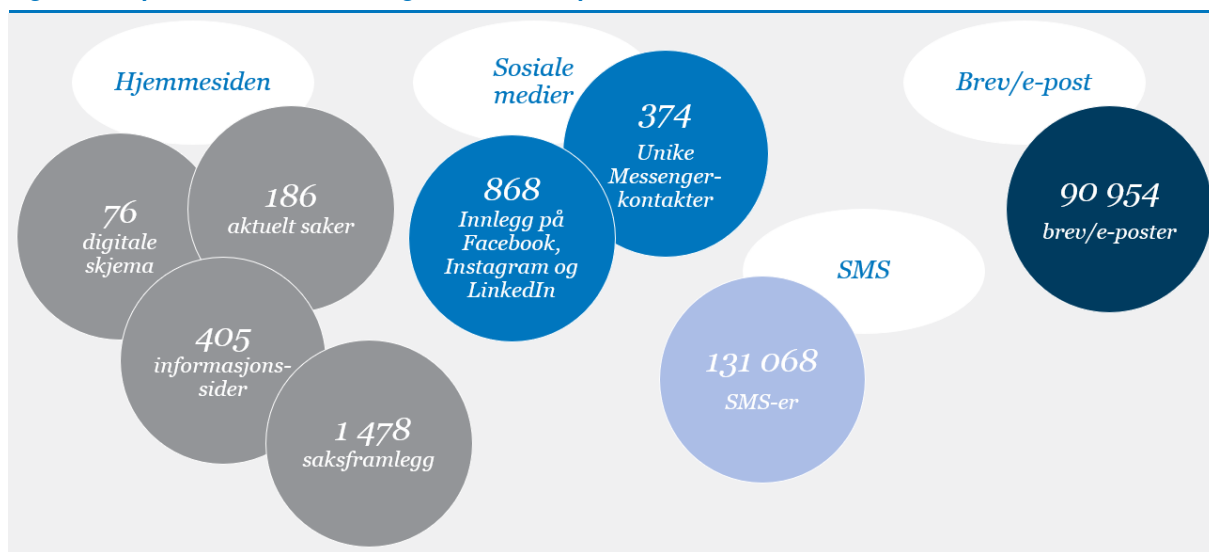 Hjemmesiden
76
digitale
skjema
186
aktuelt saker
405
informasjons-
sider
1 478
saksframlegg
Sosiale
medier
868
Innlegg på
Facebook,
Instagram og
LinkedIn
374
Unike
Messenger-
kontakter
SMS
131 068
SMS-er
Brev/e-post
90 954
brev/e-poster